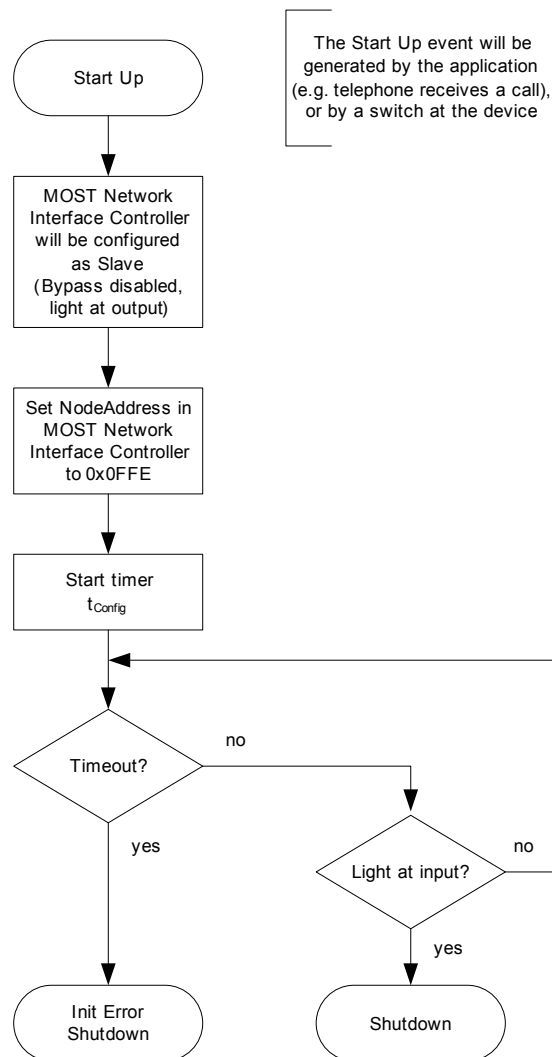 Start Up
The Start Up event will be
generated by the application
(e.g. telephone receives a call),
or by a switch at the device
MOST Network
Interface Controller
will be configured
as Slave
(Bypass disabled,
light at output)
Set NodeAddress in
MOST Network
Interface Controller
to 0x0FFE
Start timer
tConfig
Timeout?
no
yes
Light at input?
no
yes
Init Error
Shutdown
Shutdown